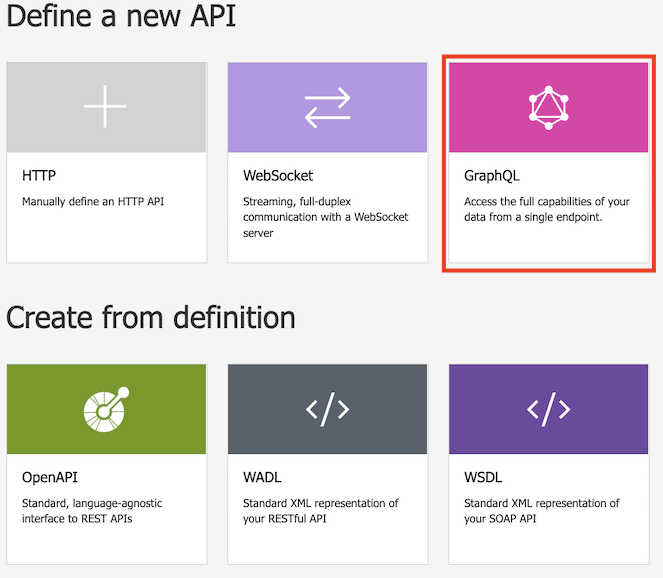 Define a new API
HTTP
Manually define an HTTP API
WebSocket
Streaming, full-duplex
communication with a WebSocket
server
GraphQL
Access the full capabilities of your
data from a single endpoint.
Create from definition
OpenAPI
Standard, language-agnostic
interface to REST APIs
WADL
Standard XML representation of
your RESTful API
WSDL
Standard XML representation of
your SOAP API